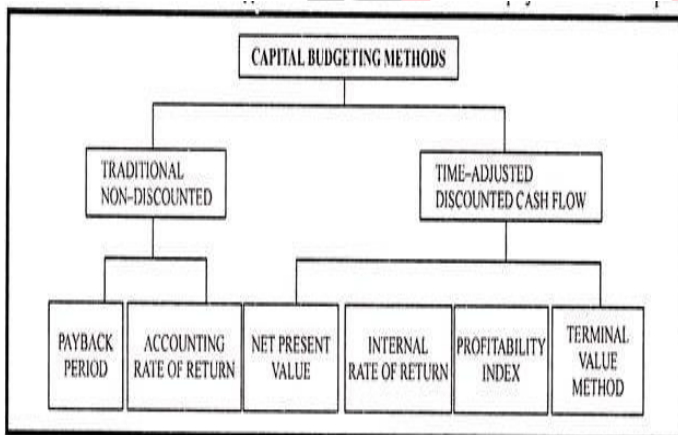 CAPITAL BUDGETING METHODS
TRADITIONAL
NON-DISCOUNTED
TIME-ADJUSTED
DISCOUNTED CASH FLOW
PAYBACK
PERIOD
ACCOUNTING
RATE OF RETURN
NET PRESENT
VALUE
INTERNAL
RATE OF RETURN
PROFITABILITY
INDEX
TERMINAL
VALUE
METHOD